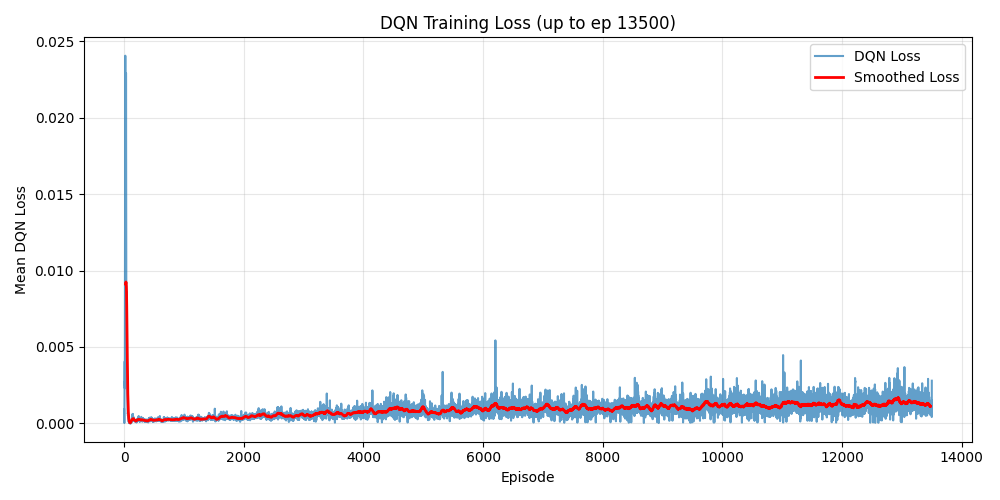 DQN Training Loss (up to ep 13500)
DQN Loss
Smoothed Loss
Mean DQN Loss
0.025
0.020
0.015
0.010
0.005
0.000
0
2000
4000
6000
8000
10000
12000
14000
Episode